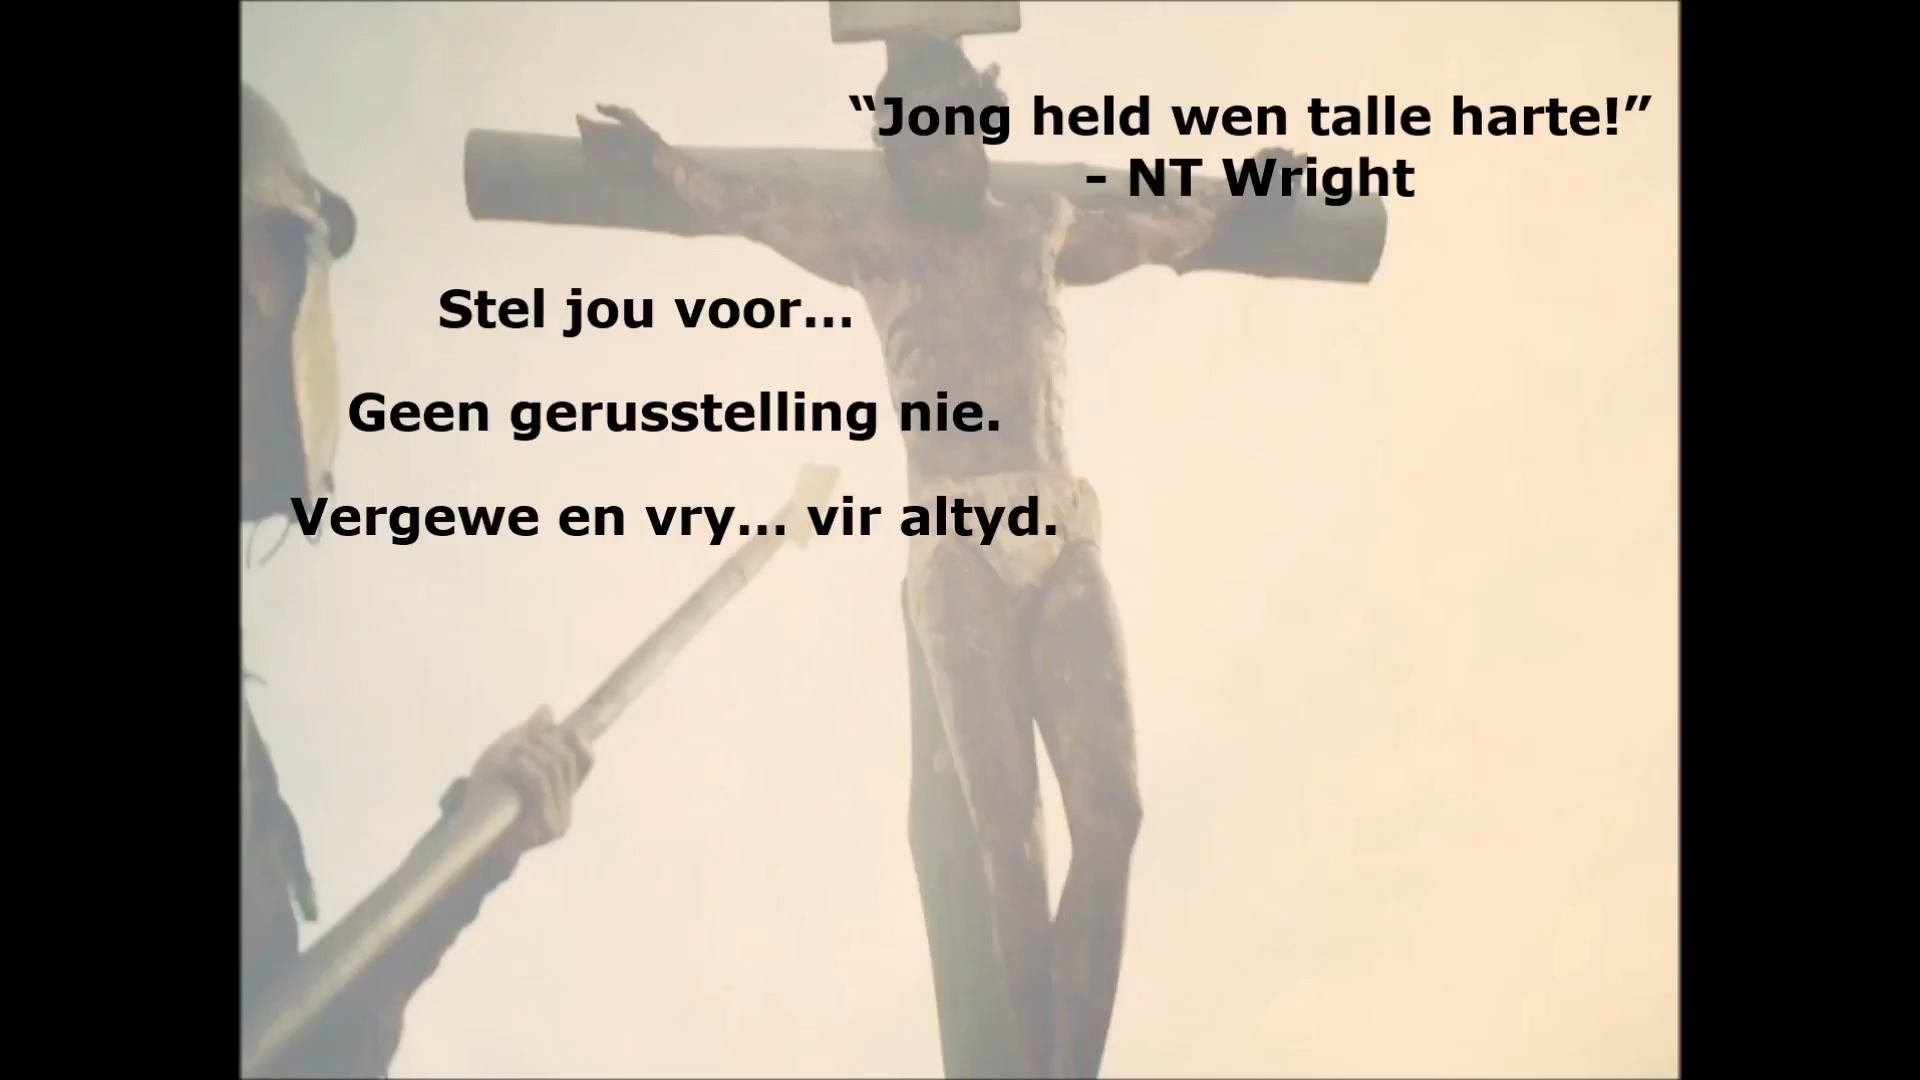 “Jong held wen talle harte!”
- NT Wright
Stel jou voor…
Geen gerusstelling nie.
Vergewe en vry… vir altyd.